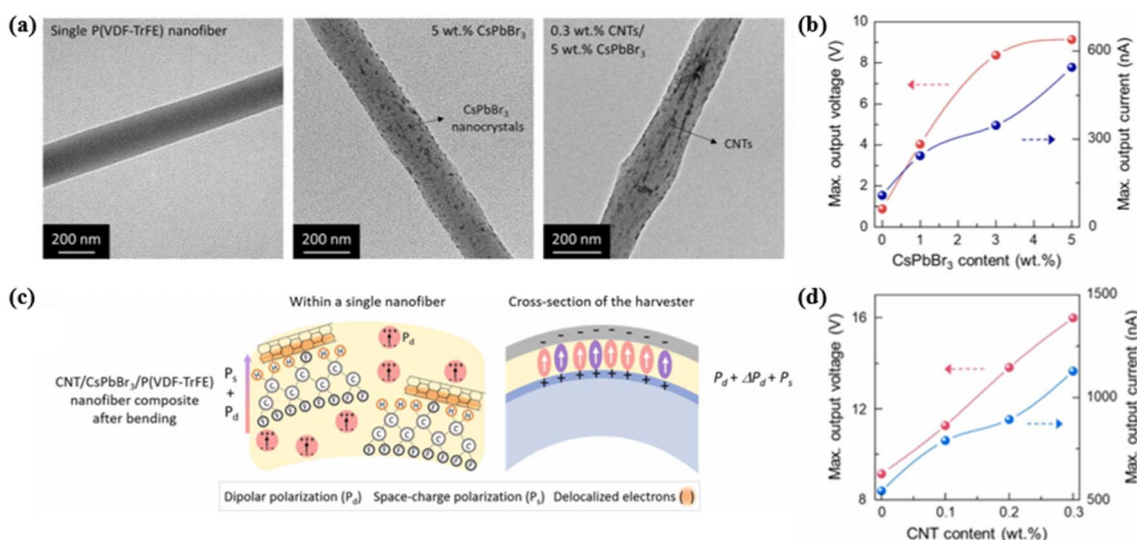 (a)
Single P(VDF-TrFE) nanofiber
200 nm
5 wt.% CsPbBr₃
CsPbBr₃
nanocrystals
200 nm
0.3 wt.% CNTs/
5 wt.% CsPbBr₃
CNTs
200 nm
(b)
Max. output voltage (V)
10
8
6
4
2
0
0 1 2 3 4 5
CsPbBr₃ content (wt.%)
600
300
0
Max. output current (nA)
(c)
Within a single nanofiber
Cross-section of the harvester
CNT/CsPbBr₃/P(VDF-TrFE)
nanofiber composite
after bending
Pₛ
+
P_d
P_d
P_d + ΔP_d + Pₛ
Dipolar polarization (P_d) Space-charge polarization (Pₛ) Delocalized electrons ( )
(d)
Max. output voltage (V)
16
12
8
0 0.1 0.2 0.3
CNT content (wt.%)
1500
1000
500
Max. output current (nA)